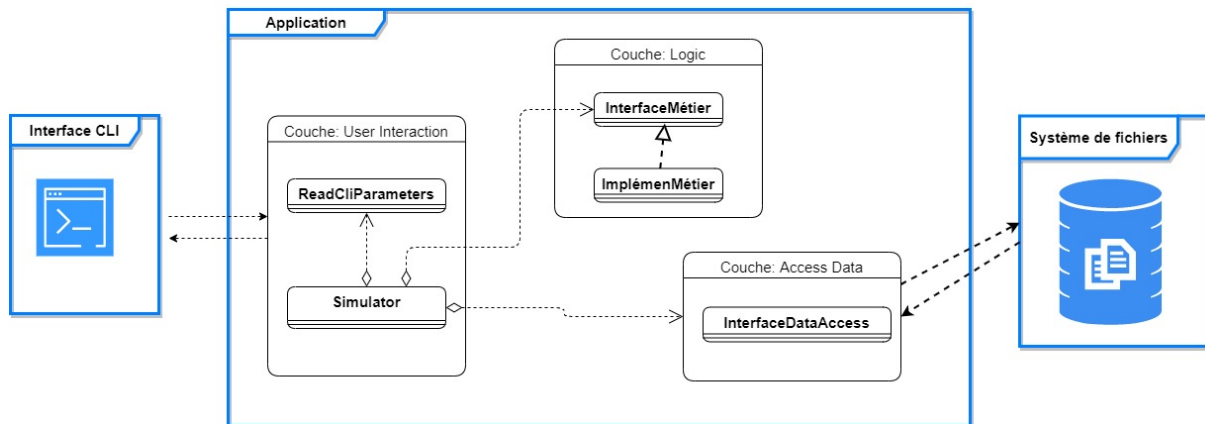 Application
Couche: Logic
InterfaceMétier
ImplémenMétier
Interface CLI
Couche: User Interaction
ReadCliParameters
Simulator
Couche: Access Data
InterfaceDataAccess
Système de fichiers